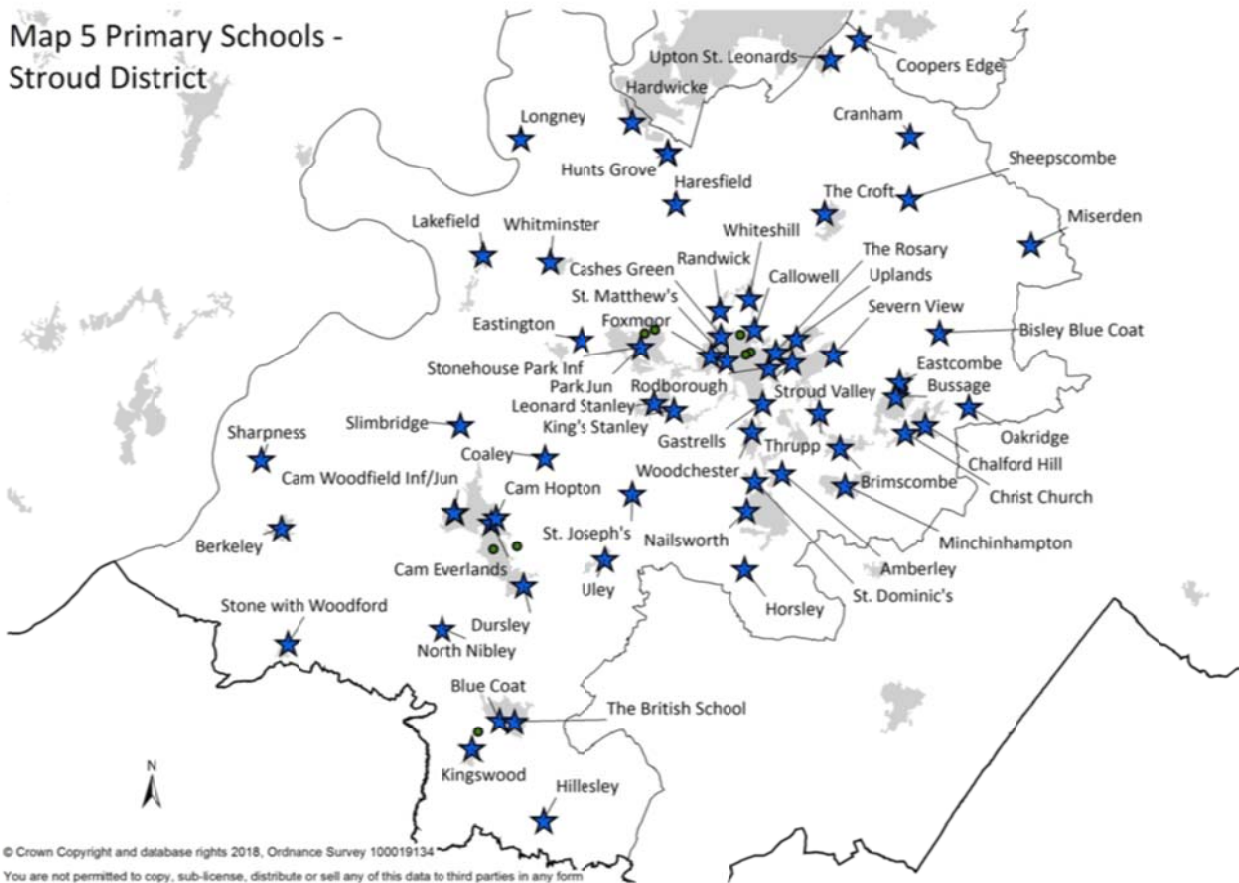 Map 5 Primary Schools -
Stroud District
Upton St. Leonards
Coopers Edge
Hardwicke
Longney
Cranham
Hunts Grove
Sheepscombe
Haresfield
The Croft
Miserden
Lakefield
Whitminster
Whiteshill
Randwick
The Rosary
Cashes Green
Callowell
Uplands
St. Matthew's
Severn View
Foxmoor
Eastington
Bisley Blue Coat
Stonehouse Park Inf
Eastcombe
Park Jun
Rodborough
Bussage
Stroud Valley
Leonard Stanley
King's Stanley
Slimbridge
Sharpness
Gastrells
Thrupp
Oakridge
Coaley
Chalford Hill
Woodchester
Cam Woodfield Inf/Jun
Cam Hopton
Brimscombe
Christ Church
St. Joseph's
Nailsworth
Berkeley
Minchinhampton
Cam Everlands
Amberley
Uley
St. Dominic's
Stone with Woodford
Horsley
Dursley
North Nibley
Blue Coat
The British School
N
Kingswood
Hillesley
© Crown Copyright and database rights 2018, Ordnance Survey 100019134
You are not permitted to copy, sub-license, distribute or sell any of this data to third parties in any form